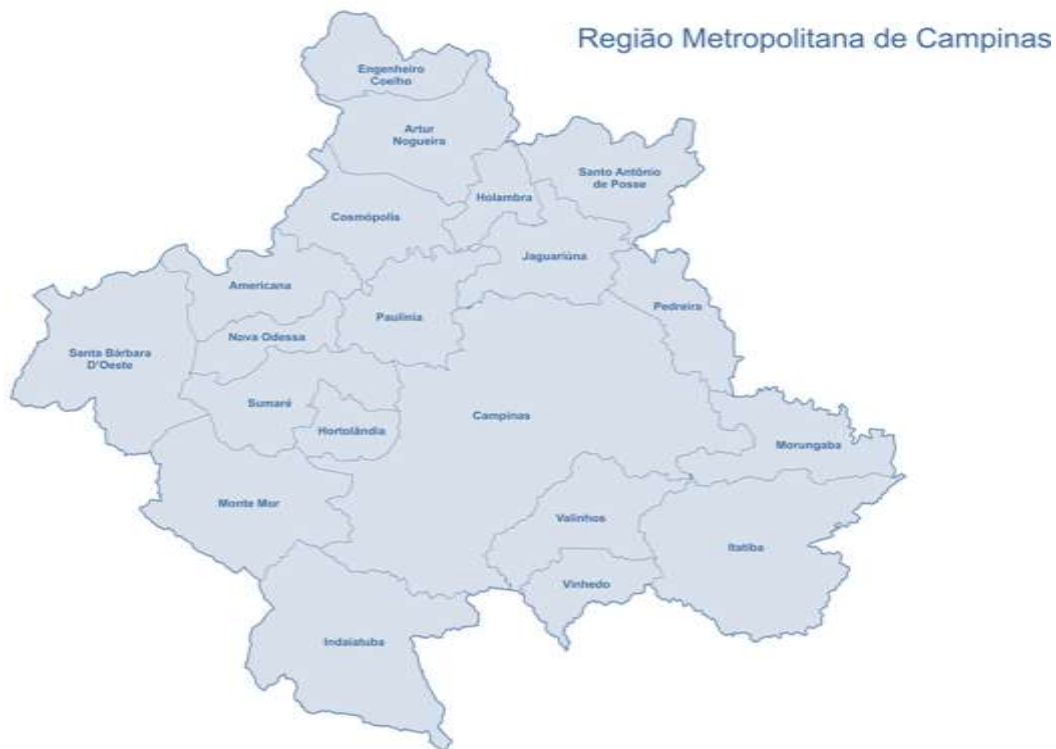 Região Metropolitana de Campinas
Engenheiro
Coelho
Artur
Nogueira
Santo Antônio
de Posse
Holambra
Cosmópolis
Jaguariúna
Americana
Pedreira
Paulínia
Nova Odessa
Santa Bárbara
D'Oeste
Sumaré
Campinas
Hortolândia
Morungaba
Monte Mor
Valinhos
Itatiba
Vinhedo
Indaiatuba